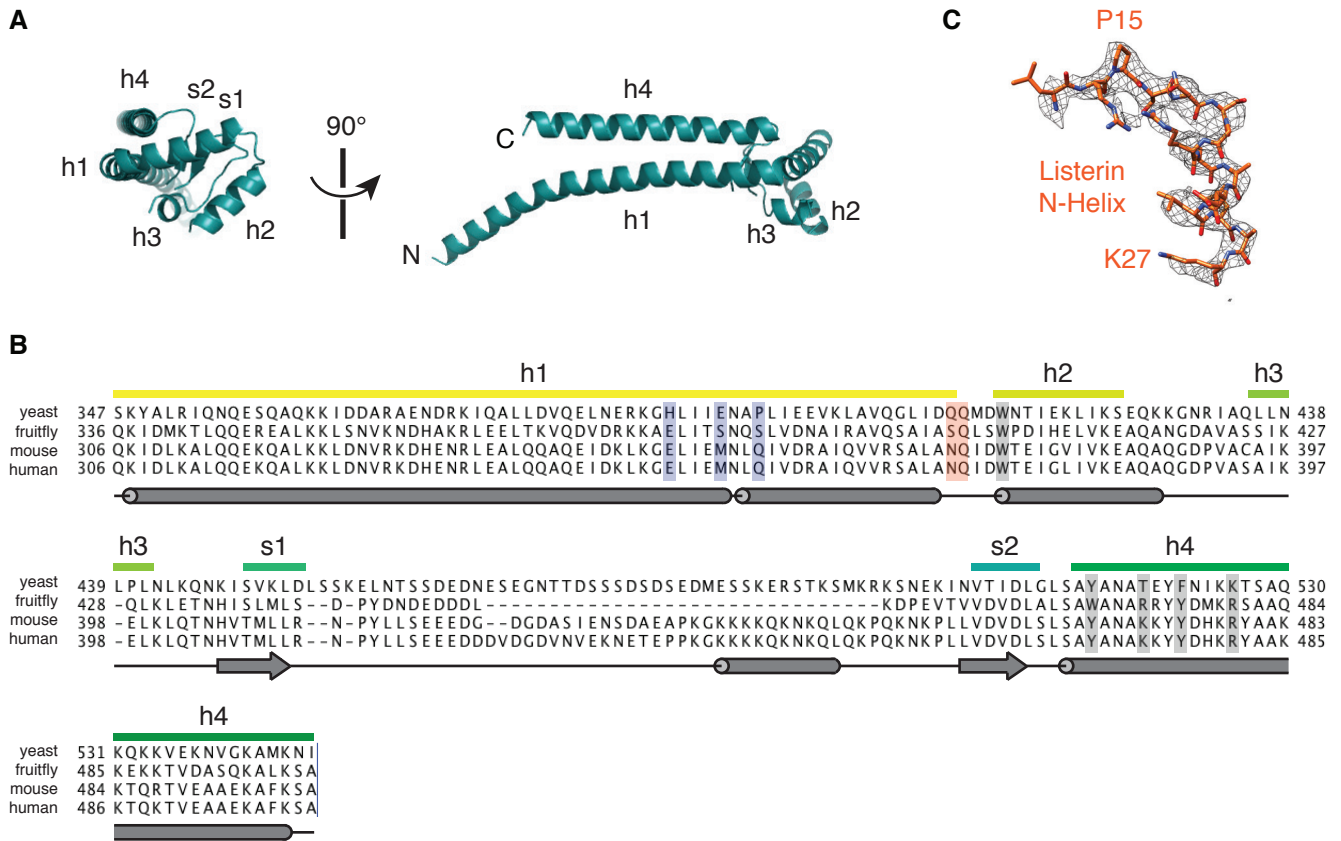 A
h4
s2
s1
h1
h3
h2
90°
h4
C
h1
N
h3
h2
C
P15
Listerin
N-Helix
K27
B
h1 h2 h3
yeast 347 SKYALRIQNQESQAQKKIDDARAENDRKIQALLDVQELNERKGHLIIENAPLIEEVKLAVQGLIDQQMDWNTIEKLIKSEQKKGNRIAQLLN 438
fruitfly 336 QKIDMKTLQQEREALKKLSNVKNDHAKRLEELTKVQDVDRKKAELITSNQSLVDNAIRAVQSAIASQLSWPDIHELVKEAQANGDAVASSIK 427
mouse 306 QKIDLKALQQEKQALKKLDNVRKDHENRLEALQQAQEIDKLKGELIEMNLQIVDRAIQVVRSALANQIDWTEIGVIVKEAQAQGDPVACAIK 397
human 306 QKIDLKALQQEKQALKKLDNVRKDHENRLEALQQAQEIDKLKGELIEMNLQIVDRAIQVVRSALANQIDWTEIGLIVKEAQAQGDPVASAIK 397
h3 s1 s2 h4
yeast 439 LPLNLKQNKISVKLDLSSKELNTSSDEDNESEGNTTDSSSDSDSEDMESSKERSTKSMKRKSNEKINVTIDLGLSAYANATEYFNIKKTSAQ 530
fruitfly 428 -QLKLETNHISLMLS--D-PYDNDEDDDL-------------------------------KDPEVTVVDVDLALSAWANARRYYDMKRSAAQ 484
mouse 398 -ELKLQTNHVTMLLR--N-PYLLSEEEDG--DGDASIENSDAEAPKGKKKKQKNKQLQKPQKNKPLLVDVDLSLSAYANAKKYYDHKRYAAK 483
human 398 -ELKLQTNHVTMLLR--N-PYLLSEEEDDDVDGDVNVEKNETEPPKGKKKKQKNKQLQKPQKNKPLLVDVDLSLSAYANAKKYYDHKRYAAK 485
h4
yeast 531 KQKKVEKNVGKAMKNI
fruitfly 485 KEKKTVDASQKALKSA
mouse 484 KTQRTVEAAEKAFKSA
human 486 KTQKTVEAAEKAFKSA